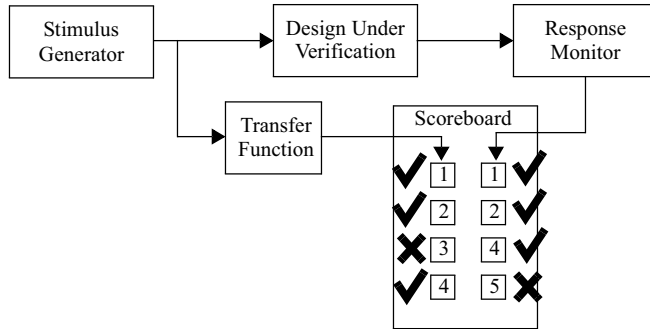 Stimulus
Generator
Design Under
Verification
Response
Monitor
Transfer
Function
Scoreboard
1 1
2 2
3 4
4 5